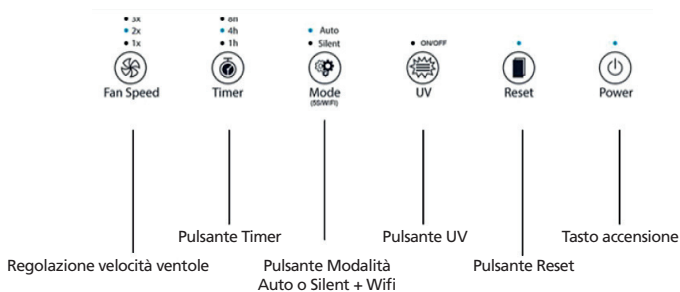 3x
2x 4h Auto ON/OFF
1x 1h Silent
Fan Speed Timer Mode UV Reset Power
(5S/WIFI)
Pulsante Timer Pulsante UV Tasto accensione
Regolazione velocità ventole Pulsante Modalità Pulsante Reset
Auto o Silent + Wifi